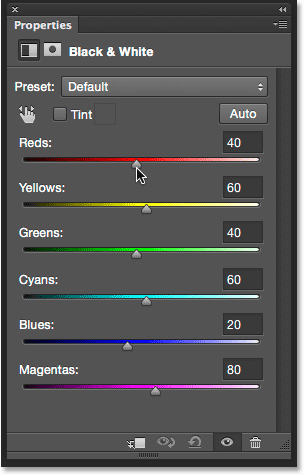 Properties
Black & White
Preset: Default
Tint Auto
Reds: 40
Yellows: 60
Greens: 40
Cyans: 60
Blues: 20
Magentas: 80